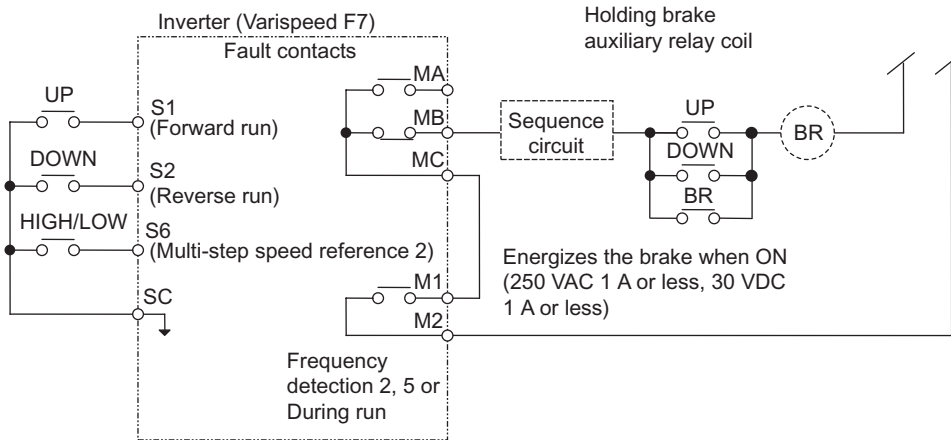 Inverter (Varispeed F7)
Holding brake
auxiliary relay coil
Fault contacts
MA
UP
S1
(Forward run)
MB
Sequence
circuit
UP
BR
DOWN
S2
(Reverse run)
MC
DOWN
BR
HIGH/LOW
S6
(Multi-step speed reference 2)
Energizes the brake when ON
(250 VAC 1 A or less, 30 VDC
1 A or less)
SC
M1
M2
Frequency
detection 2, 5 or
During run